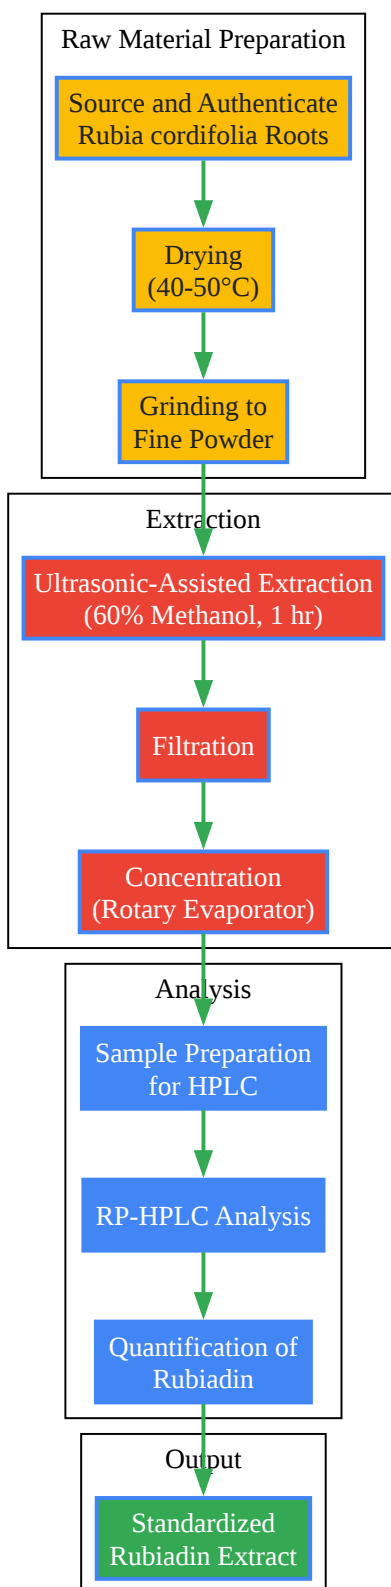 Raw Material Preparation
Source and Authenticate
Rubia cordifolia Roots
Drying
(40-50°C)
Grinding to
Fine Powder
Extraction
Ultrasonic-Assisted Extraction
(60% Methanol, 1 hr)
Filtration
Concentration
(Rotary Evaporator)
Analysis
Sample Preparation
for HPLC
RP-HPLC Analysis
Quantification of
Rubiadin
Output
Standardized
Rubiadin Extract